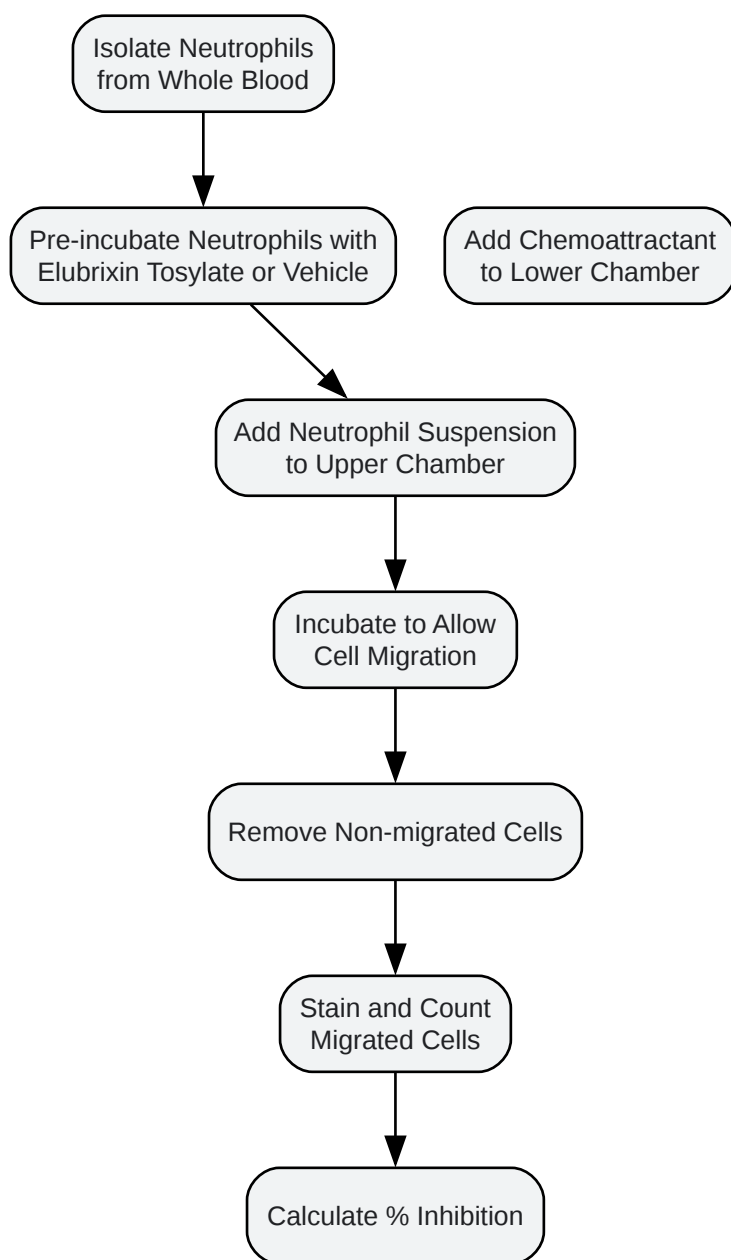 Isolate Neutrophils
from Whole Blood
Pre-incubate Neutrophils with
Elubrixin Tosylate or Vehicle
Add Chemoattractant
to Lower Chamber
Add Neutrophil Suspension
to Upper Chamber
Incubate to Allow
Cell Migration
Remove Non-migrated Cells
Stain and Count
Migrated Cells
Calculate % Inhibition